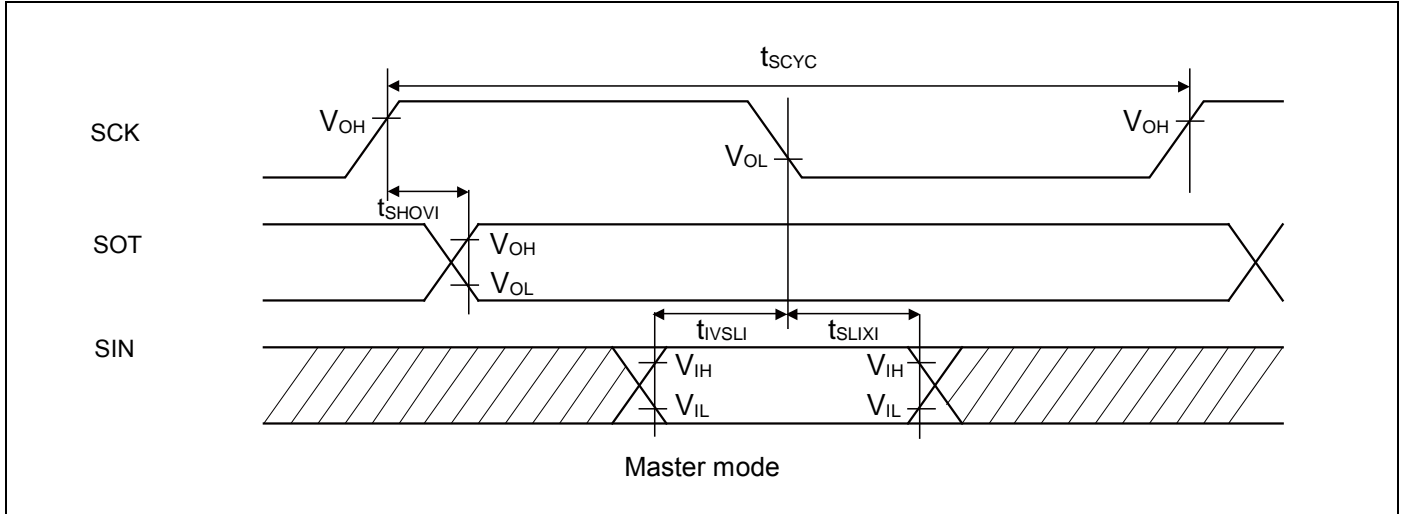 tSCYC
SCK
VOH
VOL
VOH
tSHOVI
SOT
VOH
VOL
tIVSLI
tSLIXI
SIN
VIH
VIH
VIL
VIL
Master mode